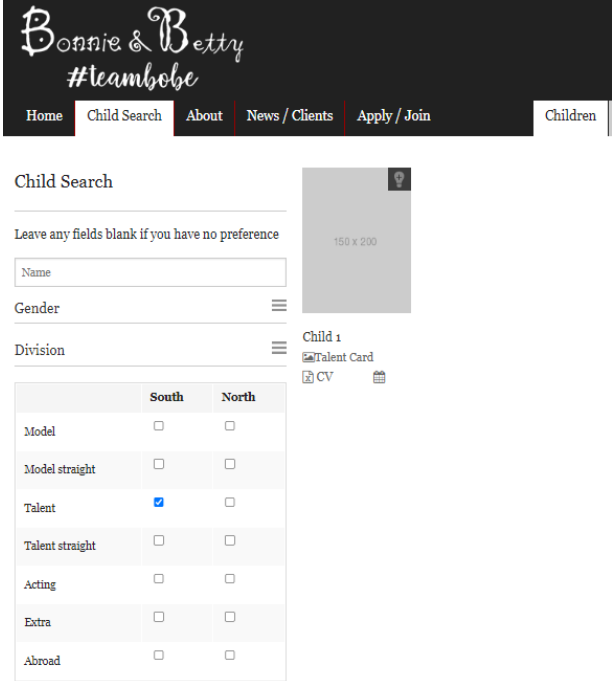 Bonnie & Betty
#teambobe
Home Child Search About News / Clients Apply / Join Children
Child Search
Leave any fields blank if you have no preference
Name
Gender
Division
South North
Model
Model straight
Talent
Talent straight
Acting
Extra
Abroad
150 x 200
Child 1
Talent Card
CV